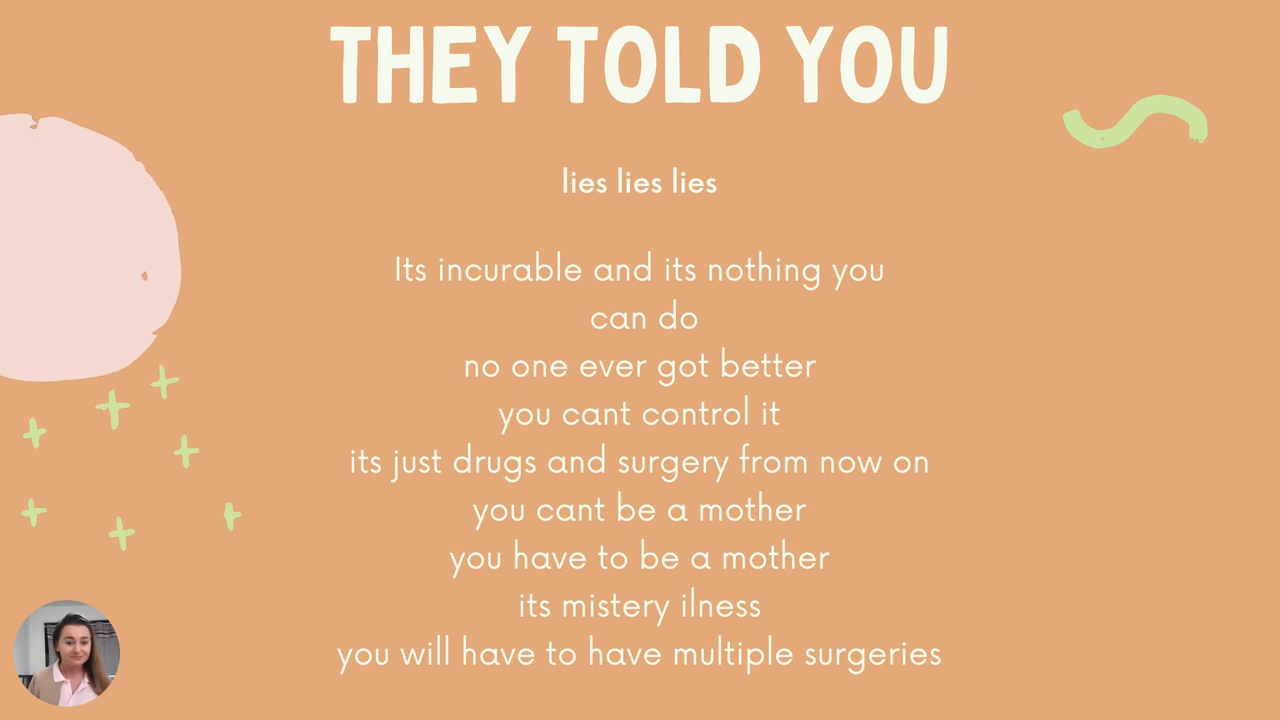 THEY TOLD YOU
lies lies lies
Its incurable and its nothing you
can do
no one ever got better
you cant control it
its just drugs and surgery from now on
you cant be a mother
you have to be a mother
its mistery ilness
you will have to have multiple surgeries